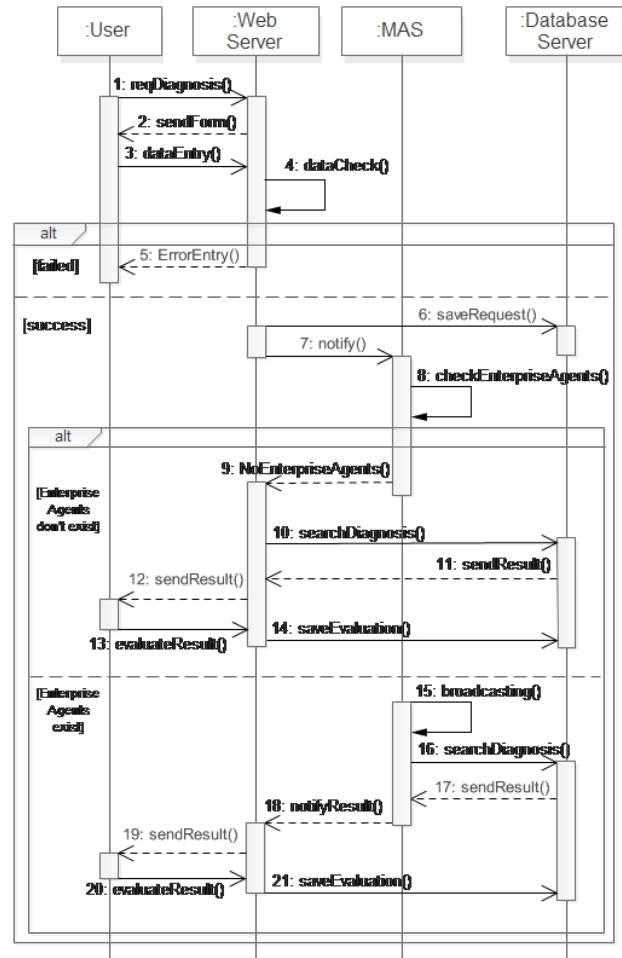 :User
:Web
Server
:MAS
:Database
Server
1: reqDiagnosis()
2: sendForm()
3: dataEntry()
4: dataCheck()
alt
5: ErrorEntry()
[failed]
6: saveRequest()
[success]
7: notify()
8: checkEnterpriseAgents()
alt
9: NoEnterpriseAgents()
[Enterprise
Agents
don't exist]
10: searchDiagnosis()
11: sendResult()
12: sendResult()
13: evaluateResult()
14: saveEvaluation()
[Enterprise
Agents
exist]
15: broadcasting()
16: searchDiagnosis()
17: sendResult()
18: notifyResult()
19: sendResult()
20: evaluateResult()
21: saveEvaluation()